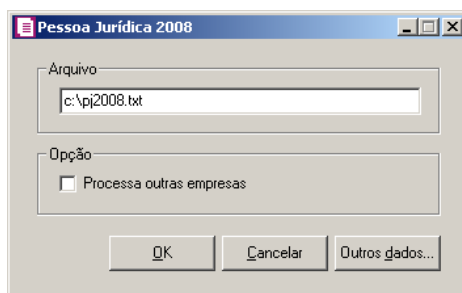 Pessoa Jurídica 2008
Arquivo
c:\pj2008.txt
Opção
Processa outras empresas
OK Cancelar Outros dados...